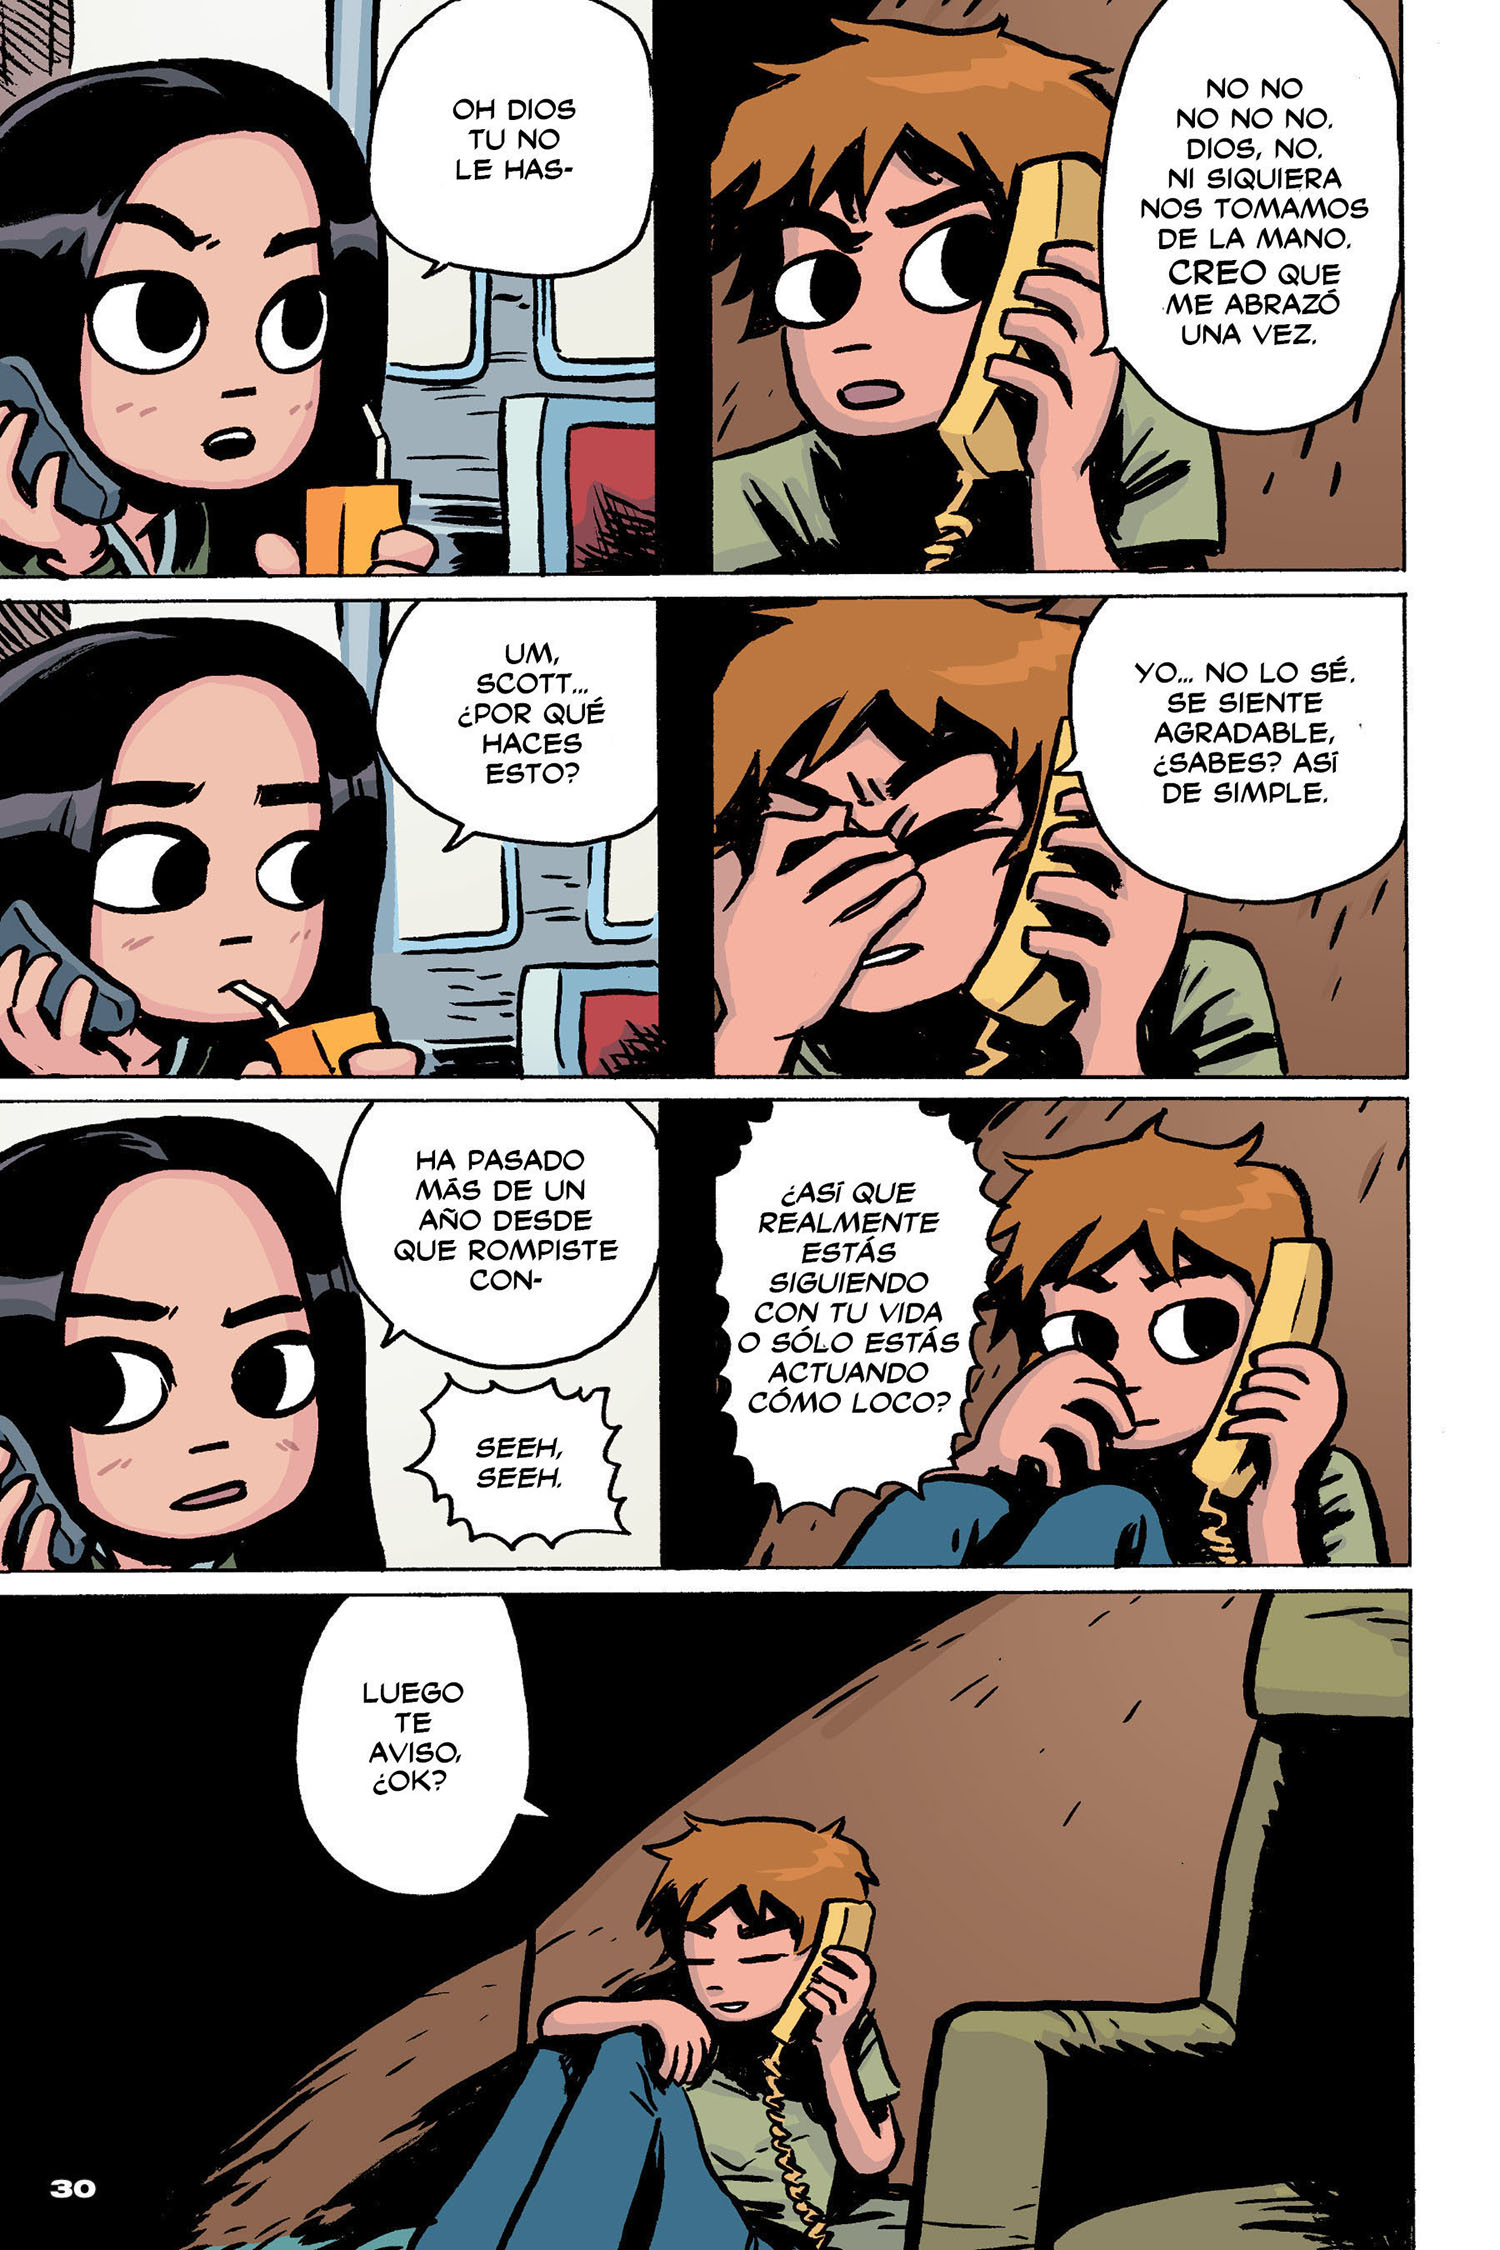 OH DIOS
TU NO
LE HAS-
NO NO
NO NO NO.
DIOS, NO.
NI SIQUIERA
NOS TOMAMOS
DE LA MANO.
CREO QUE
ME ABRAZÓ
UNA VEZ.
UM,
SCOTT...
¿POR QUÉ
HACES
ESTO?
YO... NO LO SÉ.
SE SIENTE
AGRADABLE,
¿SABES? ASÍ
DE SIMPLE.
HA PASADO
MÁS DE UN
AÑO DESDE
QUE ROMPISTE
CON-
SEEH,
SEEH.
¿ASÍ QUE
REALMENTE
ESTÁS
SIGUIENDO
CON TU VIDA
O SÓLO ESTÁS
ACTUANDO
CÓMO LOCO?
LUEGO
TE
AVISO,
¿OK?
30